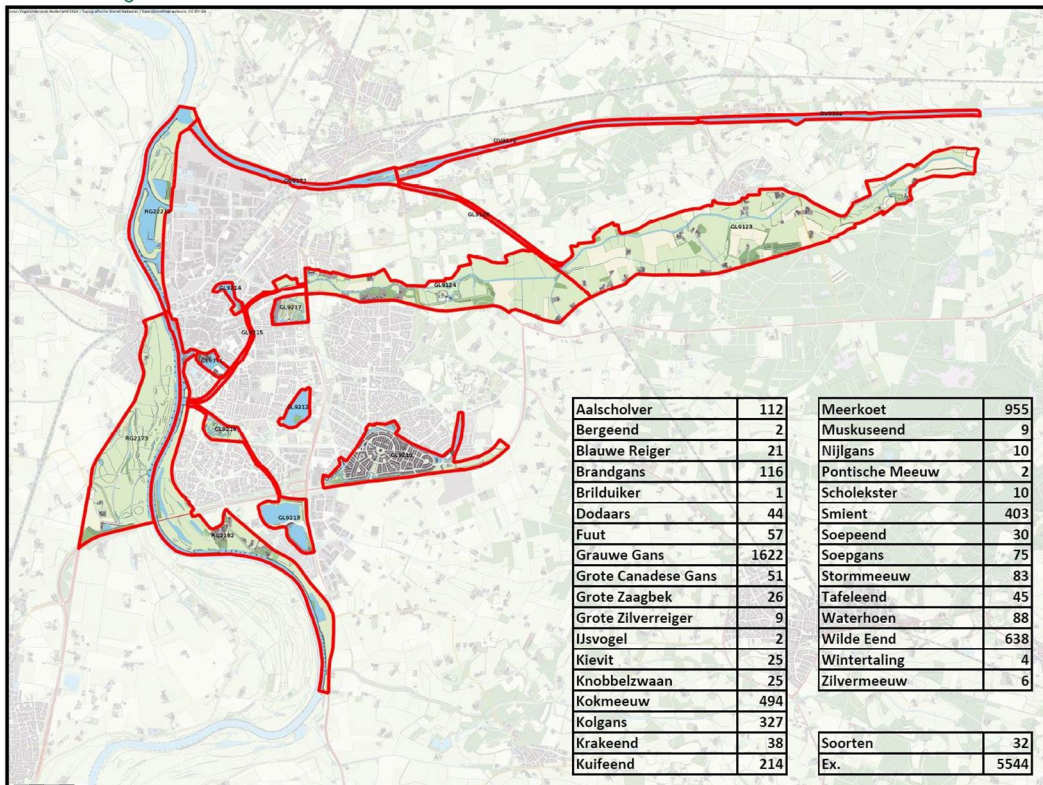 GL9123
GL9124
GL9214
GL9217
GL9212
RG2173
GL9213
RG2182
Aalscholver 112
Bergeend 2
Blauwe Reiger 21
Brandgans 116
Brilduiker 1
Dodaars 44
Fuut 57
Grauwe Gans 1622
Grote Canadese Gans 51
Grote Zaagbek 26
Grote Zilverreiger 9
IJsvogel 2
Kievit 25
Knobbelzwaan 25
Kokmeeuw 494
Kolgans 327
Krakeend 38
Kuifeend 214
Meerkoet 955
Muskuseend 9
Nijlgans 10
Pontische Meeuw 2
Scholekster 10
Smient 403
Soepeend 30
Soepgans 75
Stormmeeuw 83
Tafeleend 45
Waterhoen 88
Wilde Eend 638
Wintertaling 4
Zilvermeeuw 6
Soorten 32
Ex. 5544